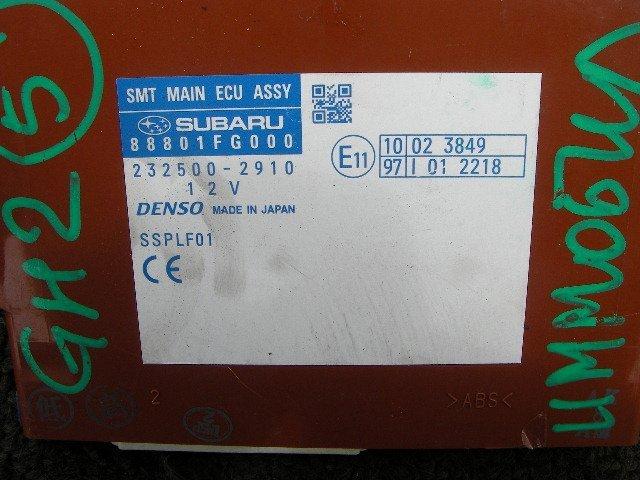 GH2 5
SMT MAIN ECU ASSY
SUBARU
88801FG000
232500-2910
12V
DENSO MADE IN JAPAN
SSPLF01
CE
E11
10 02 3849
97 I 01 2218
2
>ABS<